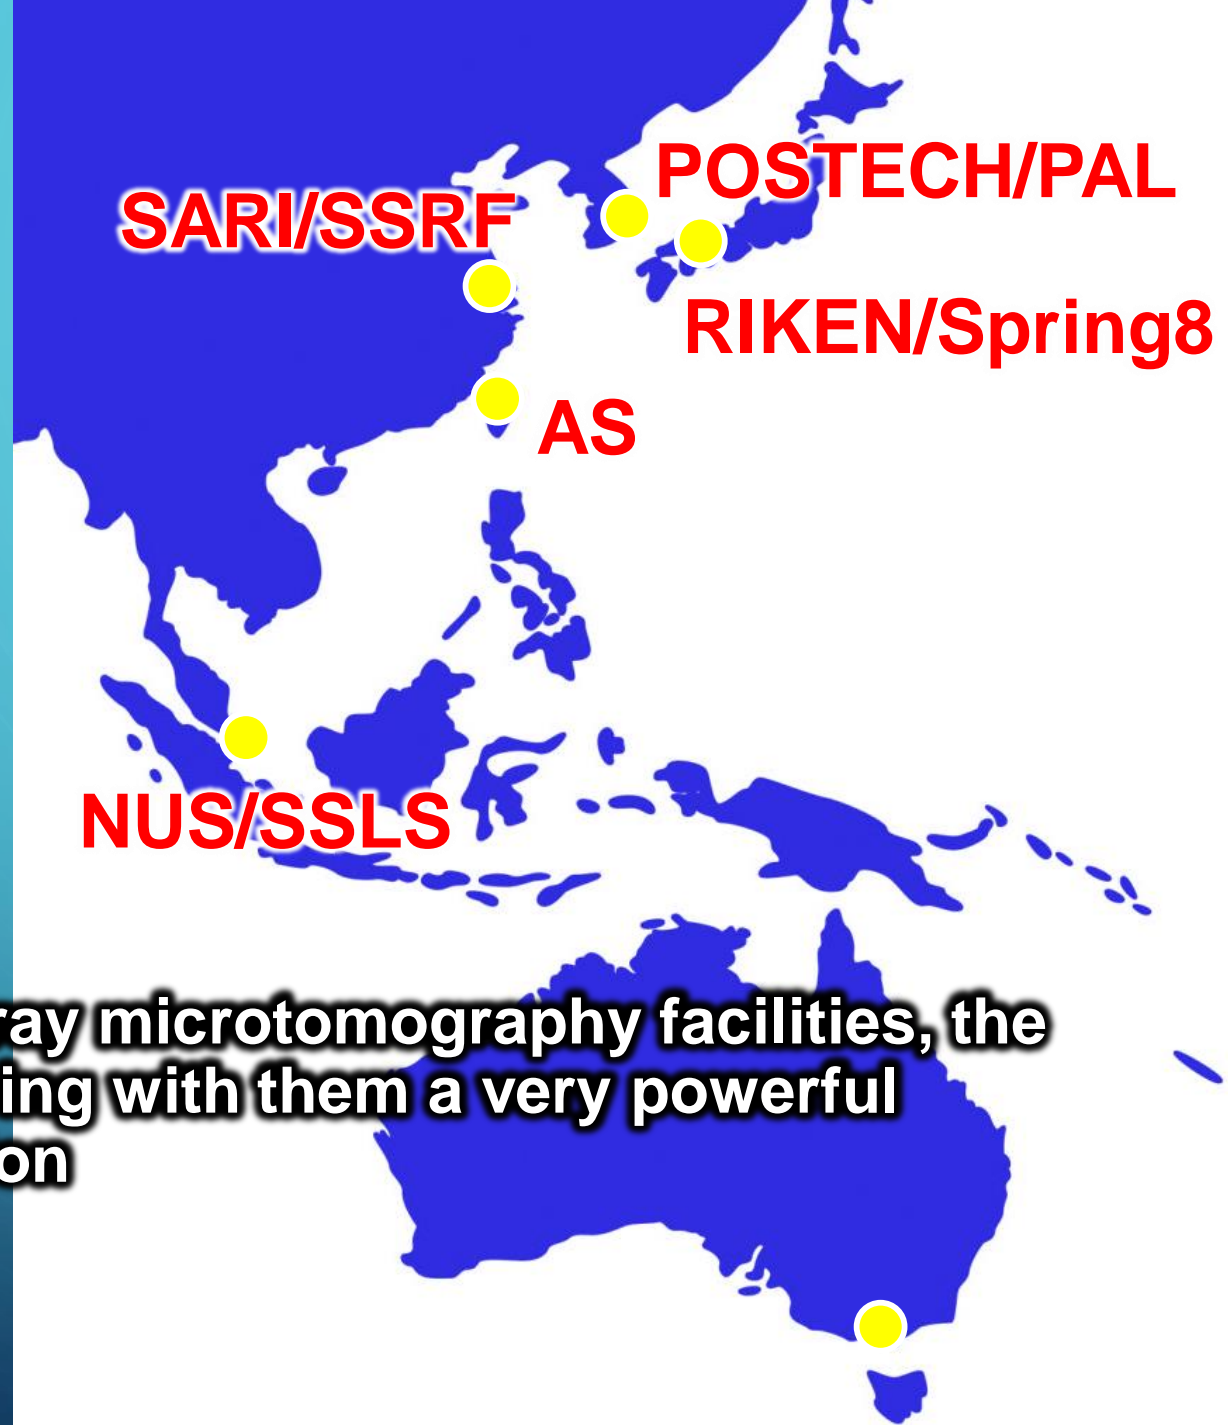 POSTECH/PAL
SARI/SSRF
RIKEN/Spring8
AS
NUS/SSLS
ray microtomography facilities, the
ing with them a very powerful
on